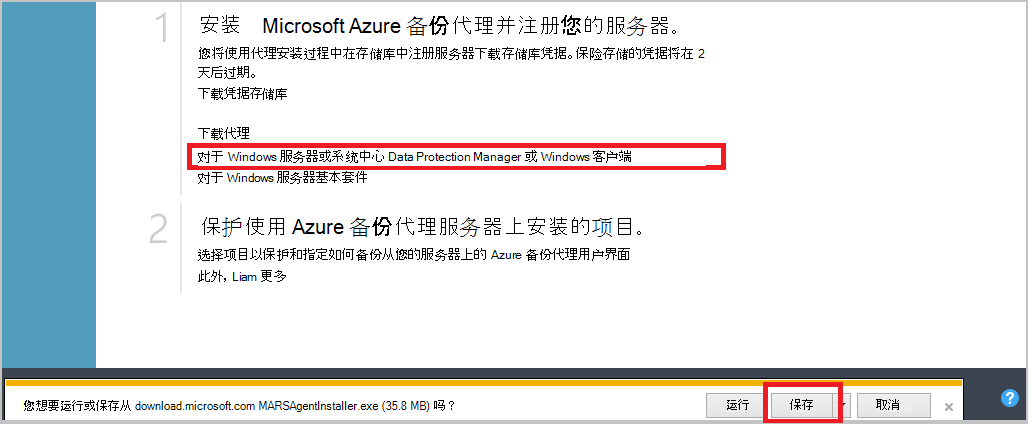 1 安装 Microsoft Azure 备份代理并注册您的服务器。
您将使用代理安装过程中在存储库中注册服务器下载存储库凭据。保险存储的凭据将在 2
天后过期。
下载凭据存储库
下载代理
对于 Windows 服务器或系统中心 Data Protection Manager 或 Windows 客户端
对于 Windows 服务器基本套件
2 保护使用 Azure 备份代理服务器上安装的项目。
选择项目以保护和指定如何备份从您的服务器上的 Azure 备份代理用户界面
此外, Liam 更多
您想要运行或保存从 download.microsoft.com MARSAgentInstaller.exe (35.8 MB) 吗？ 运行 保存 取消 × ?